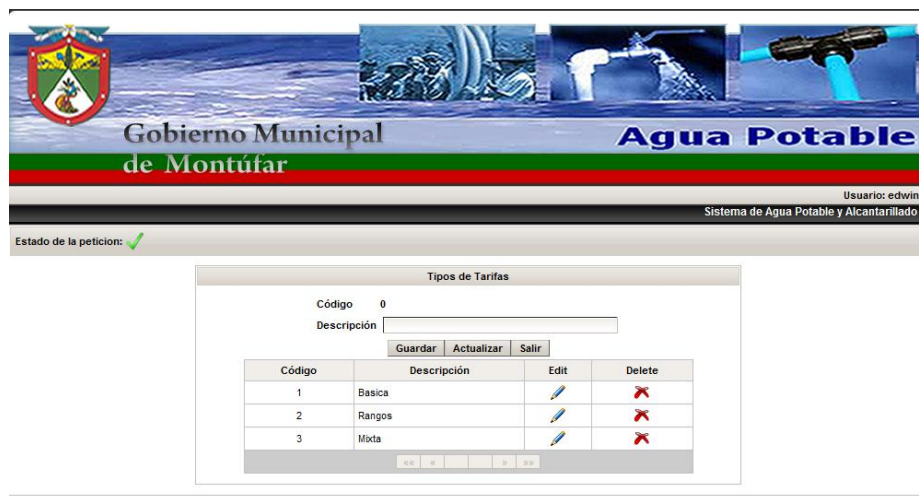 Gobierno Municipal
de Montúfar
Agua Potable
Usuario: edwin
Sistema de Agua Potable y Alcantarillado
Estado de la peticion:
Tipos de Tarifas
Código 0
Descripción
Guardar Actualizar Salir
Código Descripción Edit Delete
1 Basica
2 Rangos
3 Mixta
«« « » »»